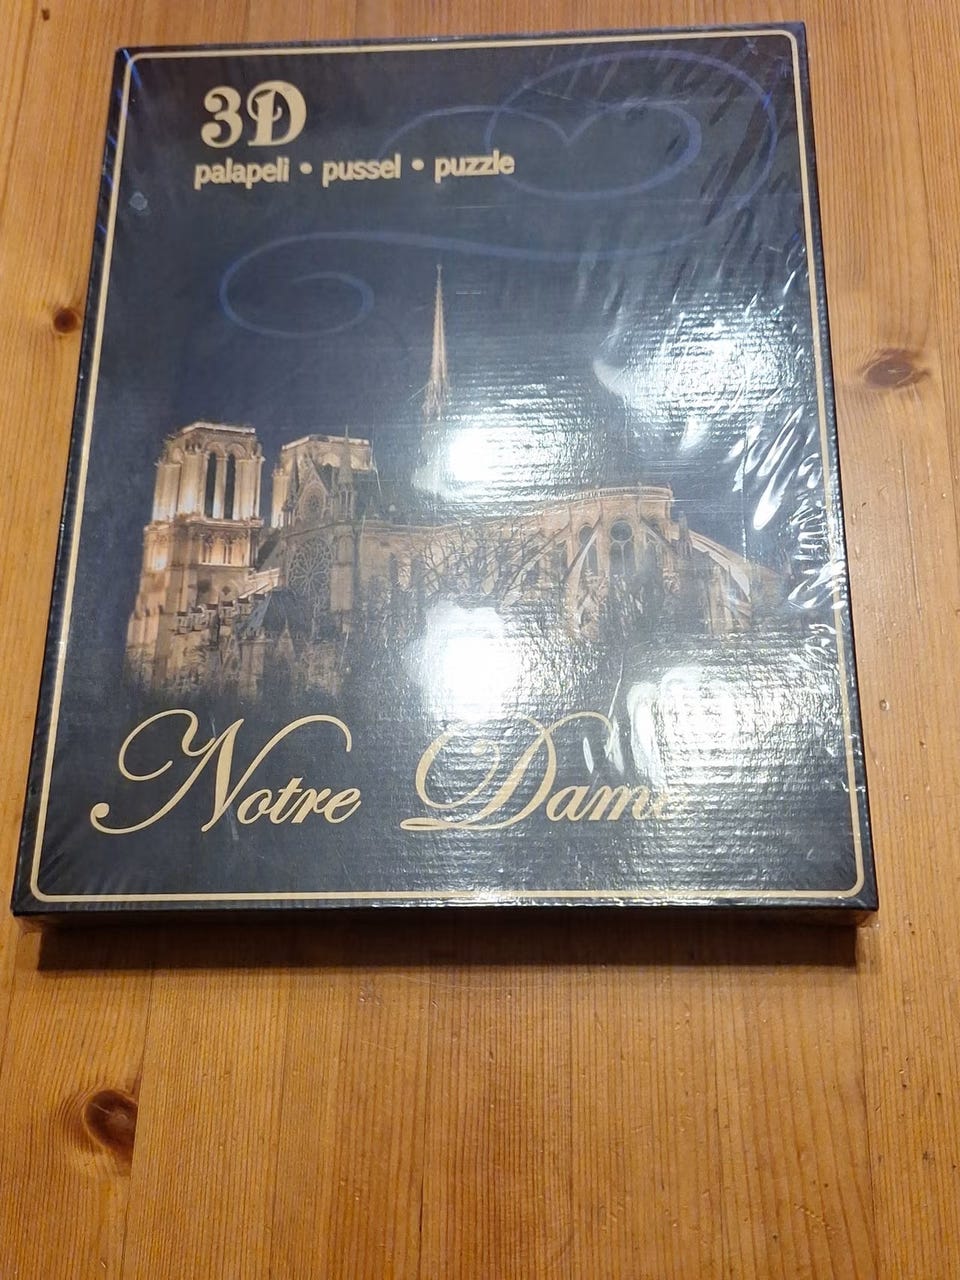 3D
palapeli • pussel • puzzle
Notre Dame